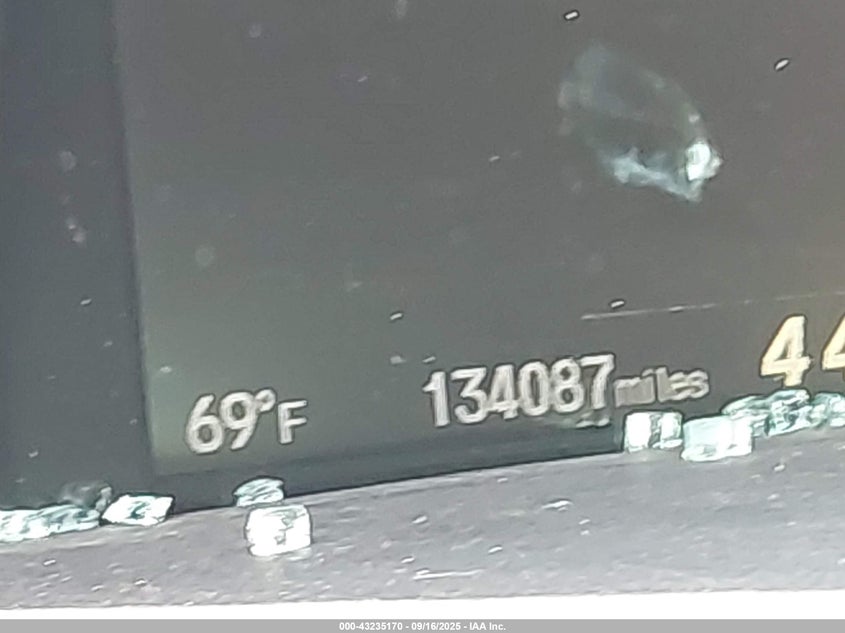 44
134087 miles
69°F
000-43235170 - 09/16/2025 - IAA Inc.